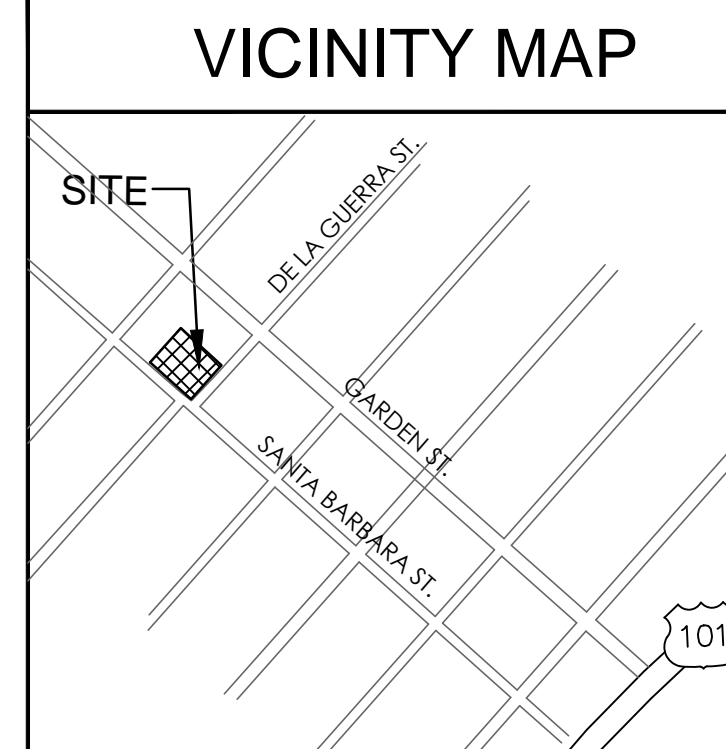 VICINITY MAP
SITE
DE LA GUERRA ST.
GARDEN ST.
SANTA BARBARA ST.
101